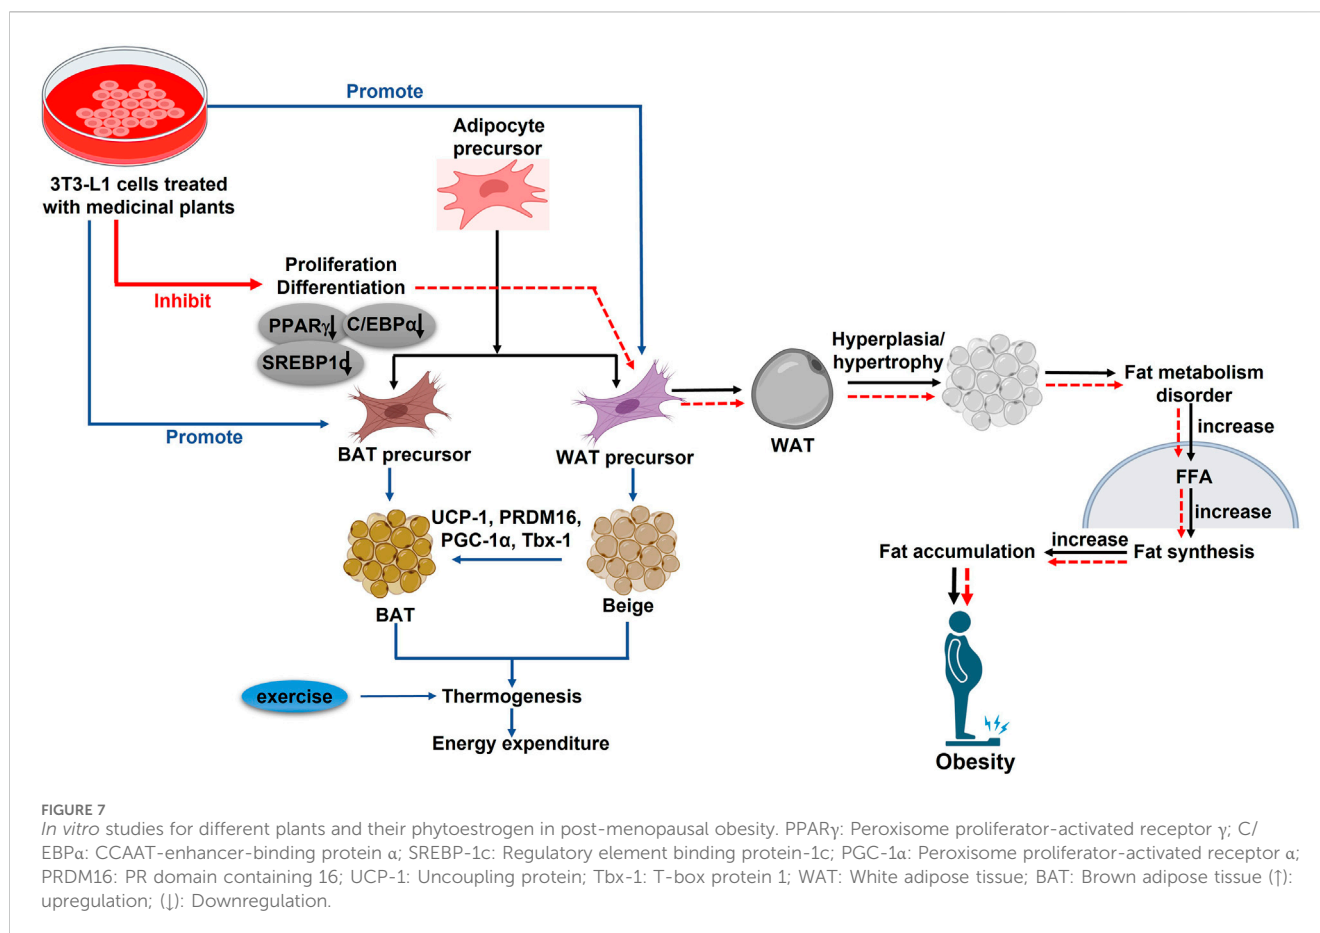 Promote
Adipocyte
precursor
3T3-L1 cells treated
with medicinal plants
Proliferation
Differentiation
Inhibit
PPARγ↓
C/EBPα↓
SREBP1c↓
Promote
BAT precursor
WAT precursor
WAT
Hyperplasia/
hypertrophy
Fat metabolism
disorder
increase
FFA
increase
Fat synthesis
increase
Fat accumulation
UCP-1, PRDM16,
PGC-1α, Tbx-1
BAT
Beige
exercise
Thermogenesis
Energy expenditure
Obesity
FIGURE 7
In vitro studies for different plants and their phytoestrogen in post-menopausal obesity. PPARγ: Peroxisome proliferator-activated receptor γ; C/
EBPα: CCAAT-enhancer-binding protein α; SREBP-1c: Regulatory element binding protein-1c; PGC-1α: Peroxisome proliferator-activated receptor α;
PRDM16: PR domain containing 16; UCP-1: Uncoupling protein; Tbx-1: T-box protein 1; WAT: White adipose tissue; BAT: Brown adipose tissue (↑):
upregulation; (↓): Downregulation.